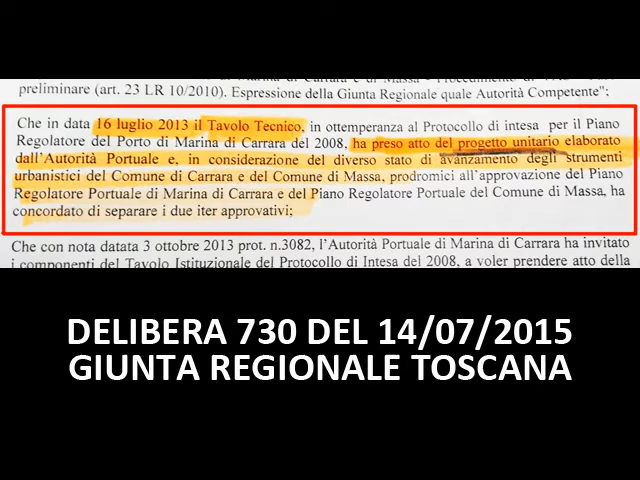 preliminare (art. 23 LR 10/2010). Espressione della Giunta Regionale quale Autorità Competente";
Che in data 16 luglio 2013 il Tavolo Tecnico, in ottemperanza al Protocollo di intesa per il Piano
Regolatore del Porto di Marina di Carrara del 2008, ha preso atto del progetto unitario elaborato
dall'Autorità Portuale e, in considerazione del diverso stato di avanzamento degli strumenti
urbanistici del Comune di Carrara e del Comune di Massa, prodromici all'approvazione del Piano
Regolatore Portuale di Marina di Carrara e del Piano Regolatore Portuale del Comune di Massa, ha
concordato di separare i due iter approvativi;
Che con nota datata 3 ottobre 2013 prot. n.3082, l'Autorità Portuale di Marina di Carrara ha invitato
i componenti del Tavolo Istituzionale del Protocollo di Intesa del 2008, a voler prendere atto della
DELIBERA 730 DEL 14/07/2015
GIUNTA REGIONALE TOSCANA